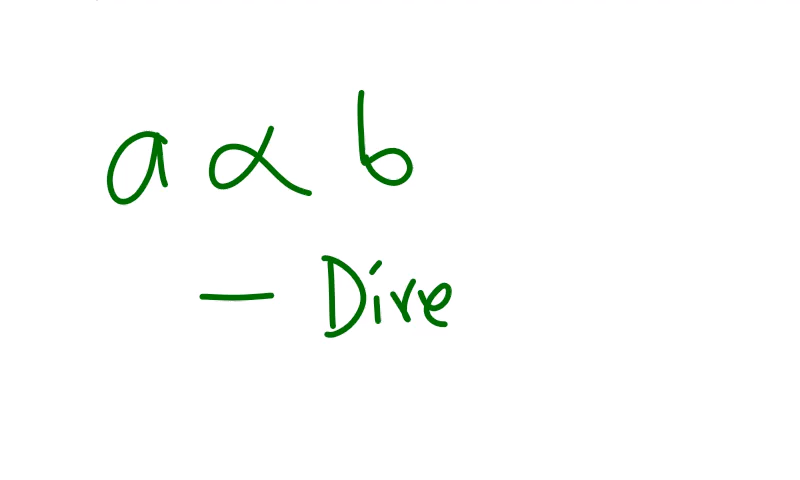 a ∝ b
— Dire